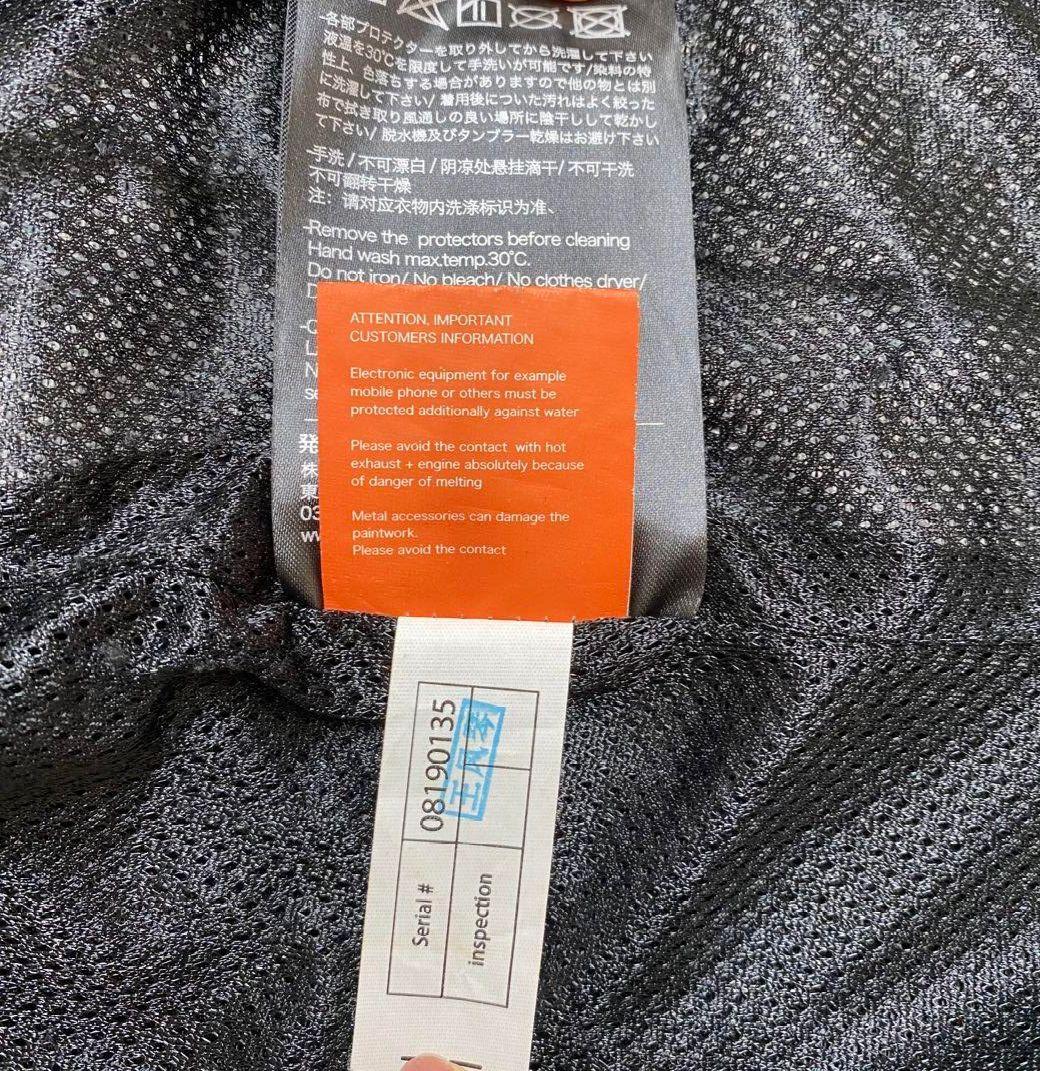 -各部プロテクターを取り外してから洗濯して下さい
液温を30℃を限度して手洗いが可能です/染料の特
性上、色落ちする場合がありますので他の物とは別
に洗濯して下さい/ 着用後についた汚れはよく絞った
布で拭き取り風通しの良い場所に陰干しして乾かし
て下さい/ 脱水機及びタンブラー乾燥はお避け下さい
-手洗/不可漂白/阴凉处悬挂滴干/不可干洗
不可翻转干燥
注：请对应衣物内洗涤标识为准、
-Remove the protectors before cleaning
Hand wash max.temp.30℃.
Do not iron/ No bleach/ No clothes dryer/
ATTENTION, IMPORTANT
CUSTOMERS INFORMATION
Electronic equipment for example
mobile phone or others must be
protected additionally against water
Please avoid the contact with hot
exhaust + engine absolutely because
of danger of melting
Metal accessories can damage the
paintwork.
Please avoid the contact
発
株
東
03
Serial # 08190135
inspection 王凤琴